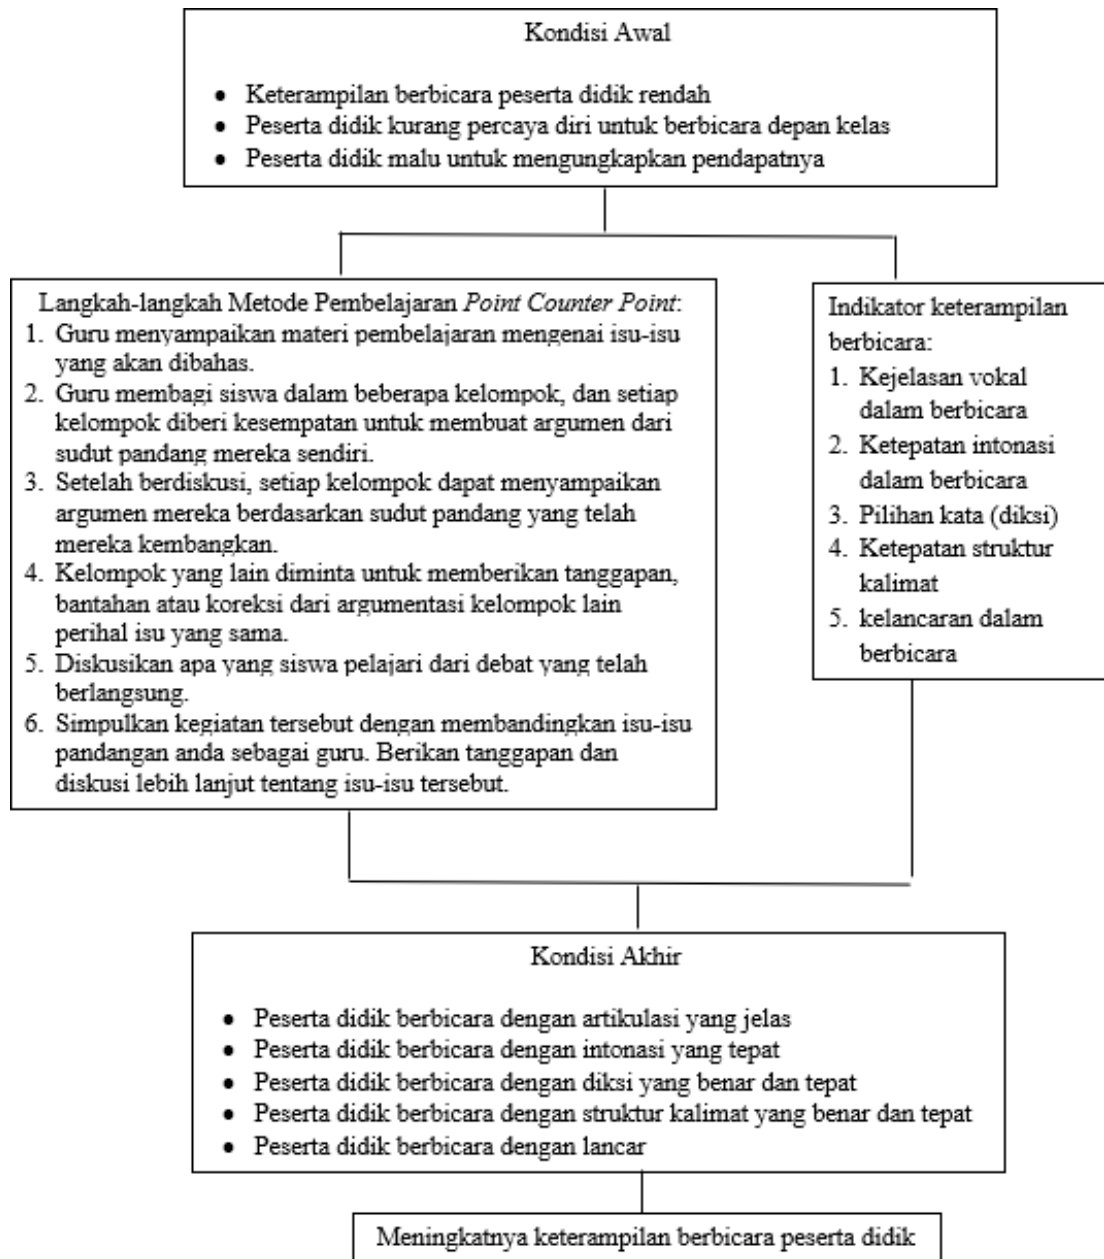 Kondisi Awal
• Keterampilan berbicara peserta didik rendah
• Peserta didik kurang percaya diri untuk berbicara depan kelas
• Peserta didik malu untuk mengungkapkan pendapatnya
Langkah-langkah Metode Pembelajaran Point Counter Point:
1. Guru menyampaikan materi pembelajaran mengenai isu-isu
yang akan dibahas.
2. Guru membagi siswa dalam beberapa kelompok, dan setiap
kelompok diberi kesempatan untuk membuat argumen dari
sudut pandang mereka sendiri.
3. Setelah berdiskusi, setiap kelompok dapat menyampaikan
argumen mereka berdasarkan sudut pandang yang telah
mereka kembangkan.
4. Kelompok yang lain diminta untuk memberikan tanggapan,
bantahan atau koreksi dari argumentasi kelompok lain
perihal isu yang sama.
5. Diskusikan apa yang siswa pelajari dari debat yang telah
berlangsung.
6. Simpulkan kegiatan tersebut dengan membandingkan isu-isu
pandangan anda sebagai guru. Berikan tanggapan dan
diskusi lebih lanjut tentang isu-isu tersebut.
Indikator keterampilan
berbicara:
1. Kejelasan vokal
dalam berbicara
2. Ketepatan intonasi
dalam berbicara
3. Pilihan kata (diksi)
4. Ketepatan struktur
kalimat
5. kelancaran dalam
berbicara
Kondisi Akhir
• Peserta didik berbicara dengan artikulasi yang jelas
• Peserta didik berbicara dengan intonasi yang tepat
• Peserta didik berbicara dengan diksi yang benar dan tepat
• Peserta didik berbicara dengan struktur kalimat yang benar dan tepat
• Peserta didik berbicara dengan lancar
Meningkatnya keterampilan berbicara peserta didik